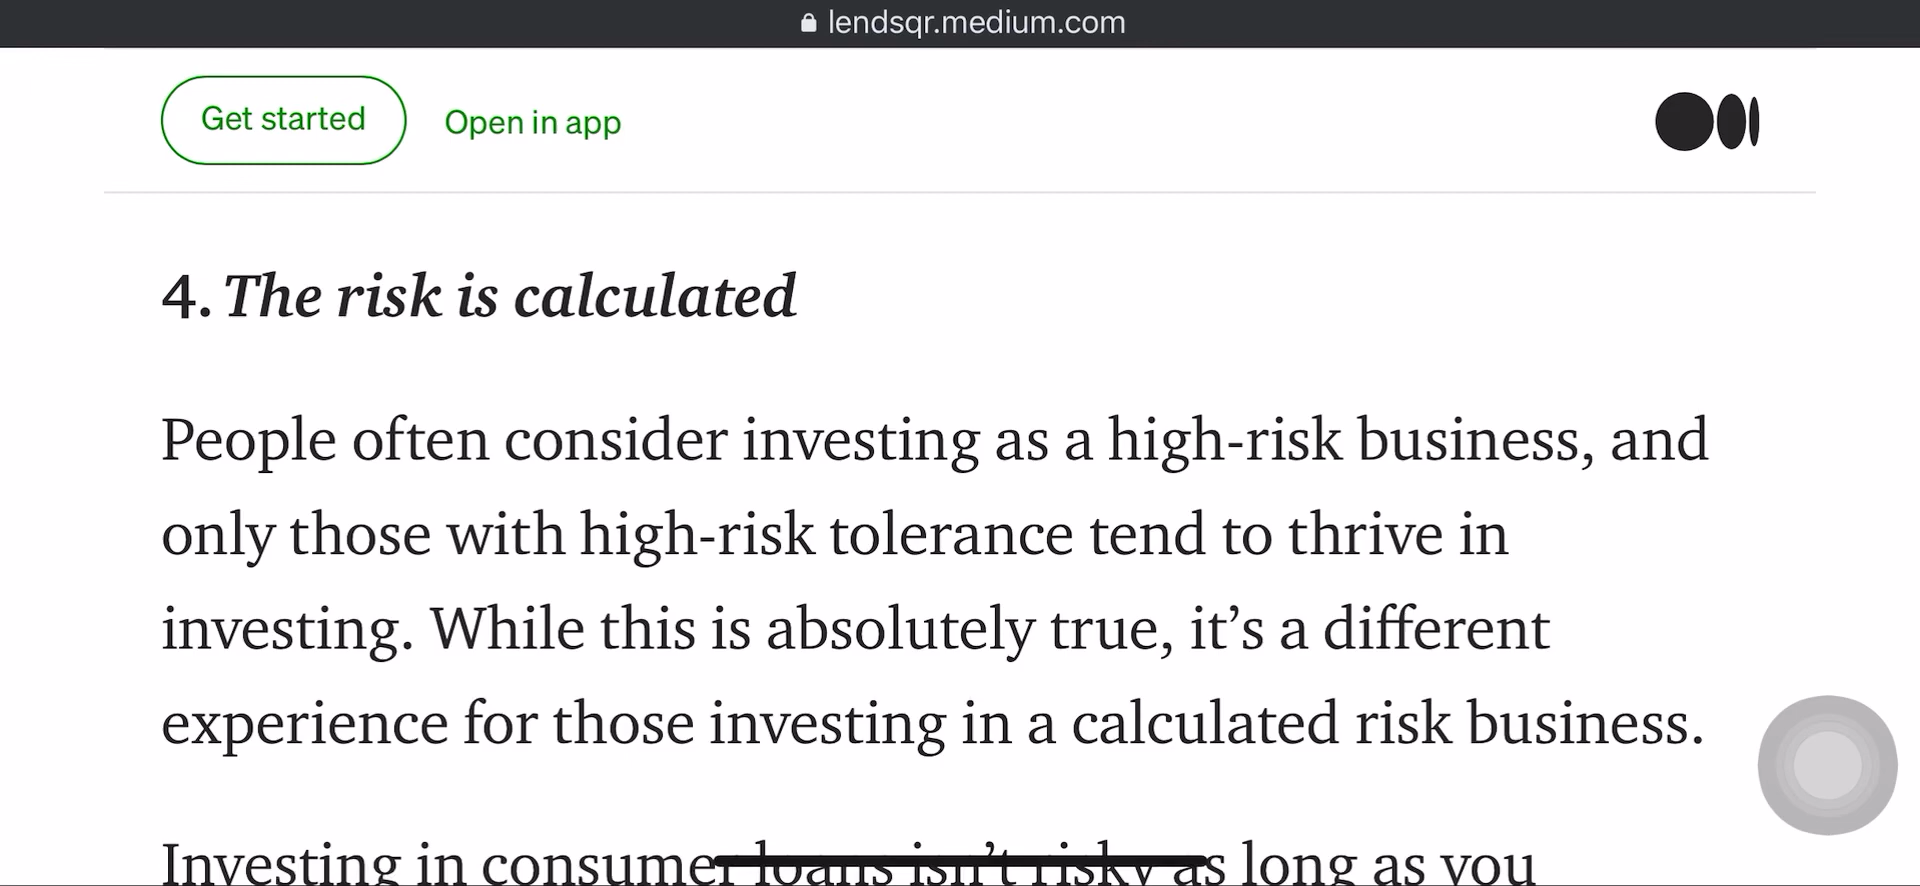 lendsqr.medium.com
Get started
Open in app
4. The risk is calculated
People often consider investing as a high-risk business, and
only those with high-risk tolerance tend to thrive in
investing. While this is absolutely true, it’s a different
experience for those investing in a calculated risk business.
Investing in consumer loans isn’t risky as long as you